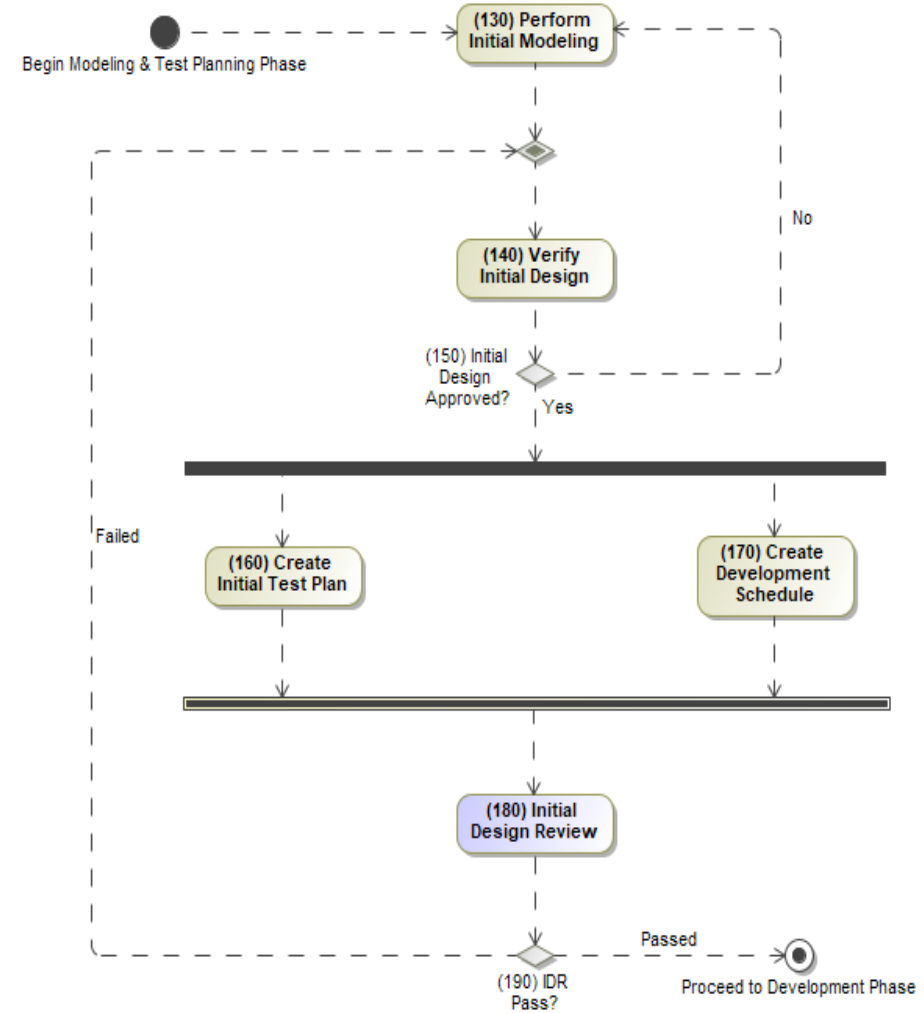 (130) Perform
Initial Modeling
Begin Modeling & Test Planning Phase
No
(140) Verify
Initial Design
(150) Initial
Design
Approved?
Yes
Failed
(160) Create
Initial Test Plan
(170) Create
Development
Schedule
(180) Initial
Design Review
Passed
(190) IDR
Pass?
Proceed to Development Phase